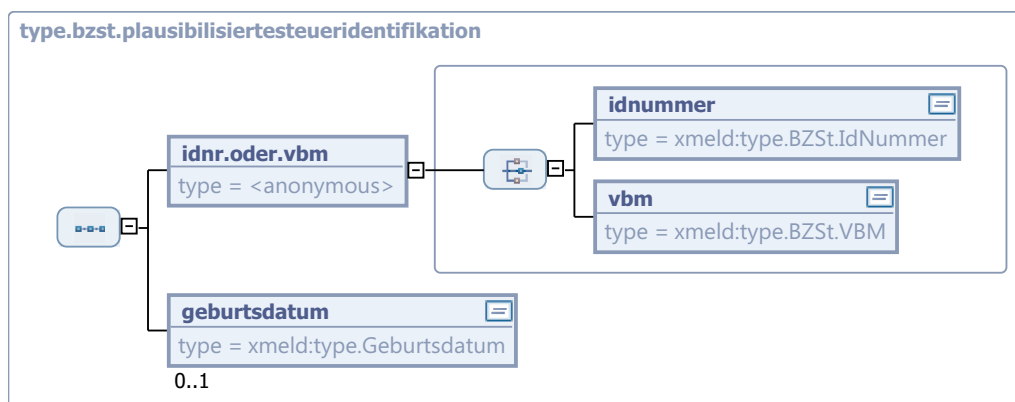 type.bzst.plausibilisiertesteueridentifikation
idnummer
type = xmeld:type.BZSt.IdNummer
idnr.oder.vbm
type = <anonymous>
vbm
type = xmeld:type.BZSt.VBM
geburtsdatum
type = xmeld:type.Geburtsdatum
0..1